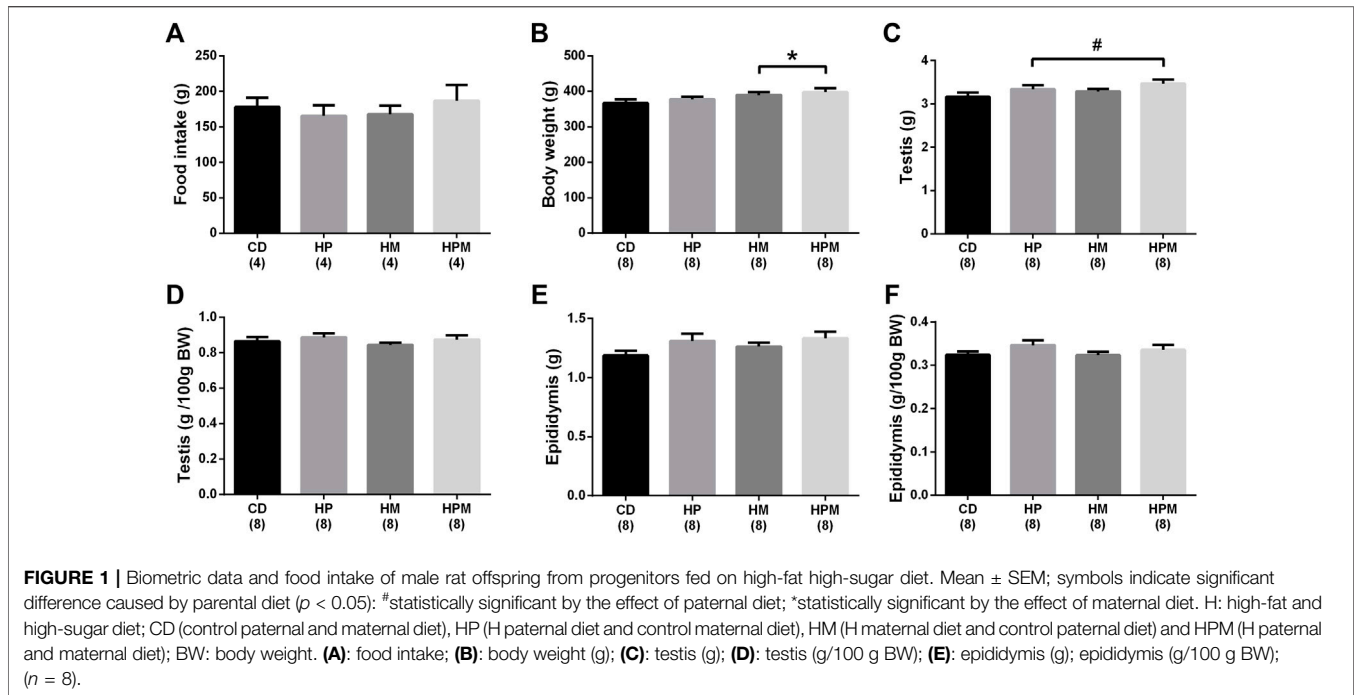 A
Food intake (g)
250
200
150
100
50
0
CD HP HM HPM
(4) (4) (4) (4)
B
Body weight (g)
500
400
300
200
100
0
*
CD HP HM HPM
(8) (8) (8) (8)
C
Testis (g)
4
3
2
1
0
#
CD HP HM HPM
(8) (8) (8) (8)
D
Testis (g /100g BW)
1.0
0.8
0.6
0.4
0.2
0.0
CD HP HM HPM
(8) (8) (8) (8)
E
Epididymis (g)
1.5
1.0
0.5
0.0
CD HP HM HPM
(8) (8) (8) (8)
F
Epididymis (g/100g BW)
0.4
0.3
0.2
0.1
0.0
CD HP HM HPM
(8) (8) (8) (8)
FIGURE 1 | Biometric data and food intake of male rat offspring from progenitors fed on high-fat high-sugar diet. Mean ± SEM; symbols indicate significant
difference caused by parental diet (p < 0.05): #statistically significant by the effect of paternal diet; *statistically significant by the effect of maternal diet. H: high-fat and
high-sugar diet; CD (control paternal and maternal diet), HP (H paternal diet and control maternal diet), HM (H maternal diet and control paternal diet) and HPM (H paternal
and maternal diet); BW: body weight. (A): food intake; (B): body weight (g); (C): testis (g); (D): testis (g/100 g BW); (E): epididymis (g); epididymis (g/100 g BW);
(n = 8).